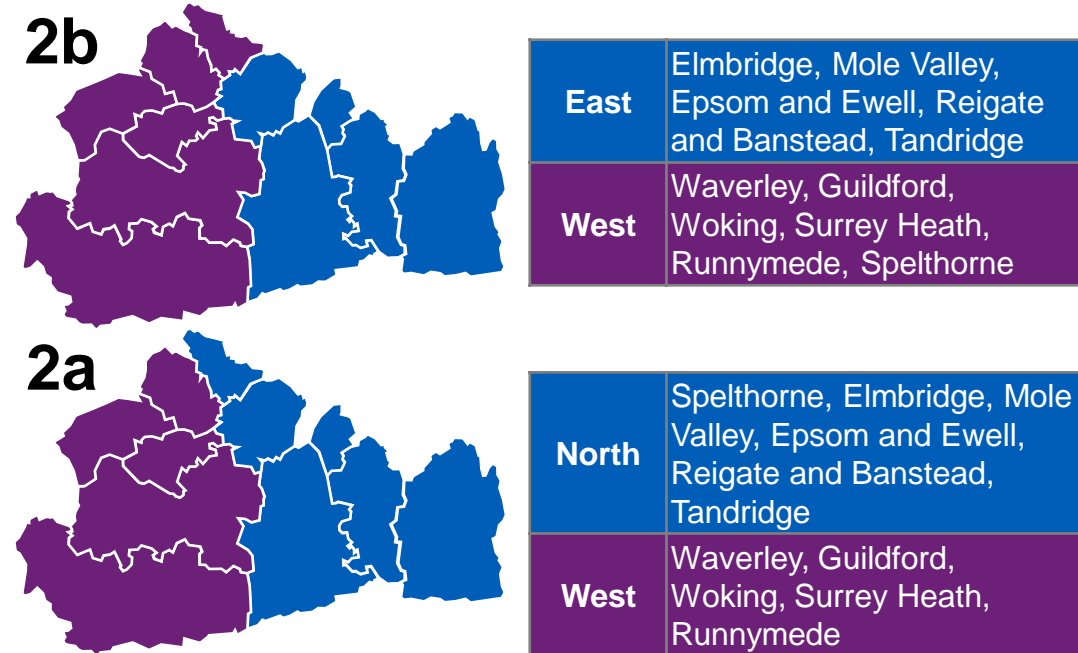 2b
East
Elmbridge, Mole Valley,
Epsom and Ewell, Reigate
and Banstead, Tandridge
West
Waverley, Guildford,
Woking, Surrey Heath,
Runnymede, Spelthorne
2a
North
Spelthorne, Elmbridge, Mole
Valley, Epsom and Ewell,
Reigate and Banstead,
Tandridge
West
Waverley, Guildford,
Woking, Surrey Heath,
Runnymede